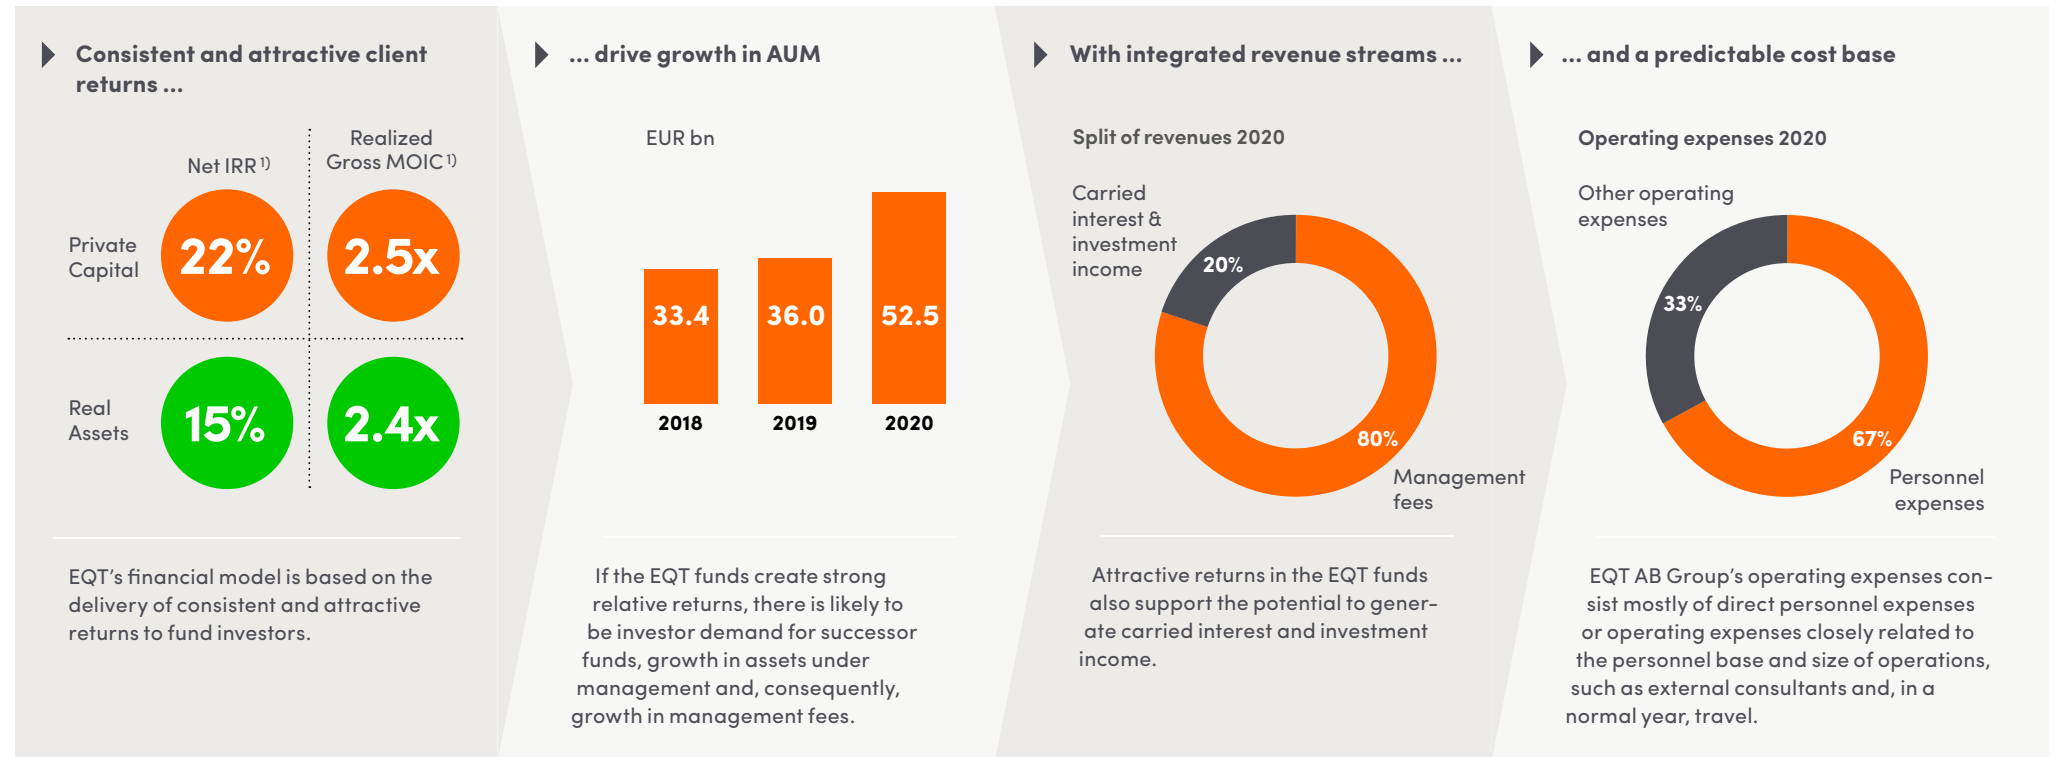 Consistent and attractive client
returns ...
Net IRR 1)
Realized
Gross MOIC 1)
Private
Capital
22%
2.5x
Real
Assets
15%
2.4x
EQT's financial model is based on the
delivery of consistent and attractive
returns to fund investors.
... drive growth in AUM
EUR bn
33.4
36.0
52.5
2018
2019
2020
If the EQT funds create strong
relative returns, there is likely to
be investor demand for successor
funds, growth in assets under
management and, consequently,
growth in management fees.
With integrated revenue streams ...
Split of revenues 2020
Carried
interest &
investment
income
20%
80%
Management
fees
Attractive returns in the EQT funds
also support the potential to gener-
ate carried interest and investment
income.
... and a predictable cost base
Operating expenses 2020
Other operating
expenses
33%
67%
Personnel
expenses
EQT AB Group's operating expenses con-
sist mostly of direct personnel expenses
or operating expenses closely related to
the personnel base and size of operations,
such as external consultants and, in a
normal year, travel.